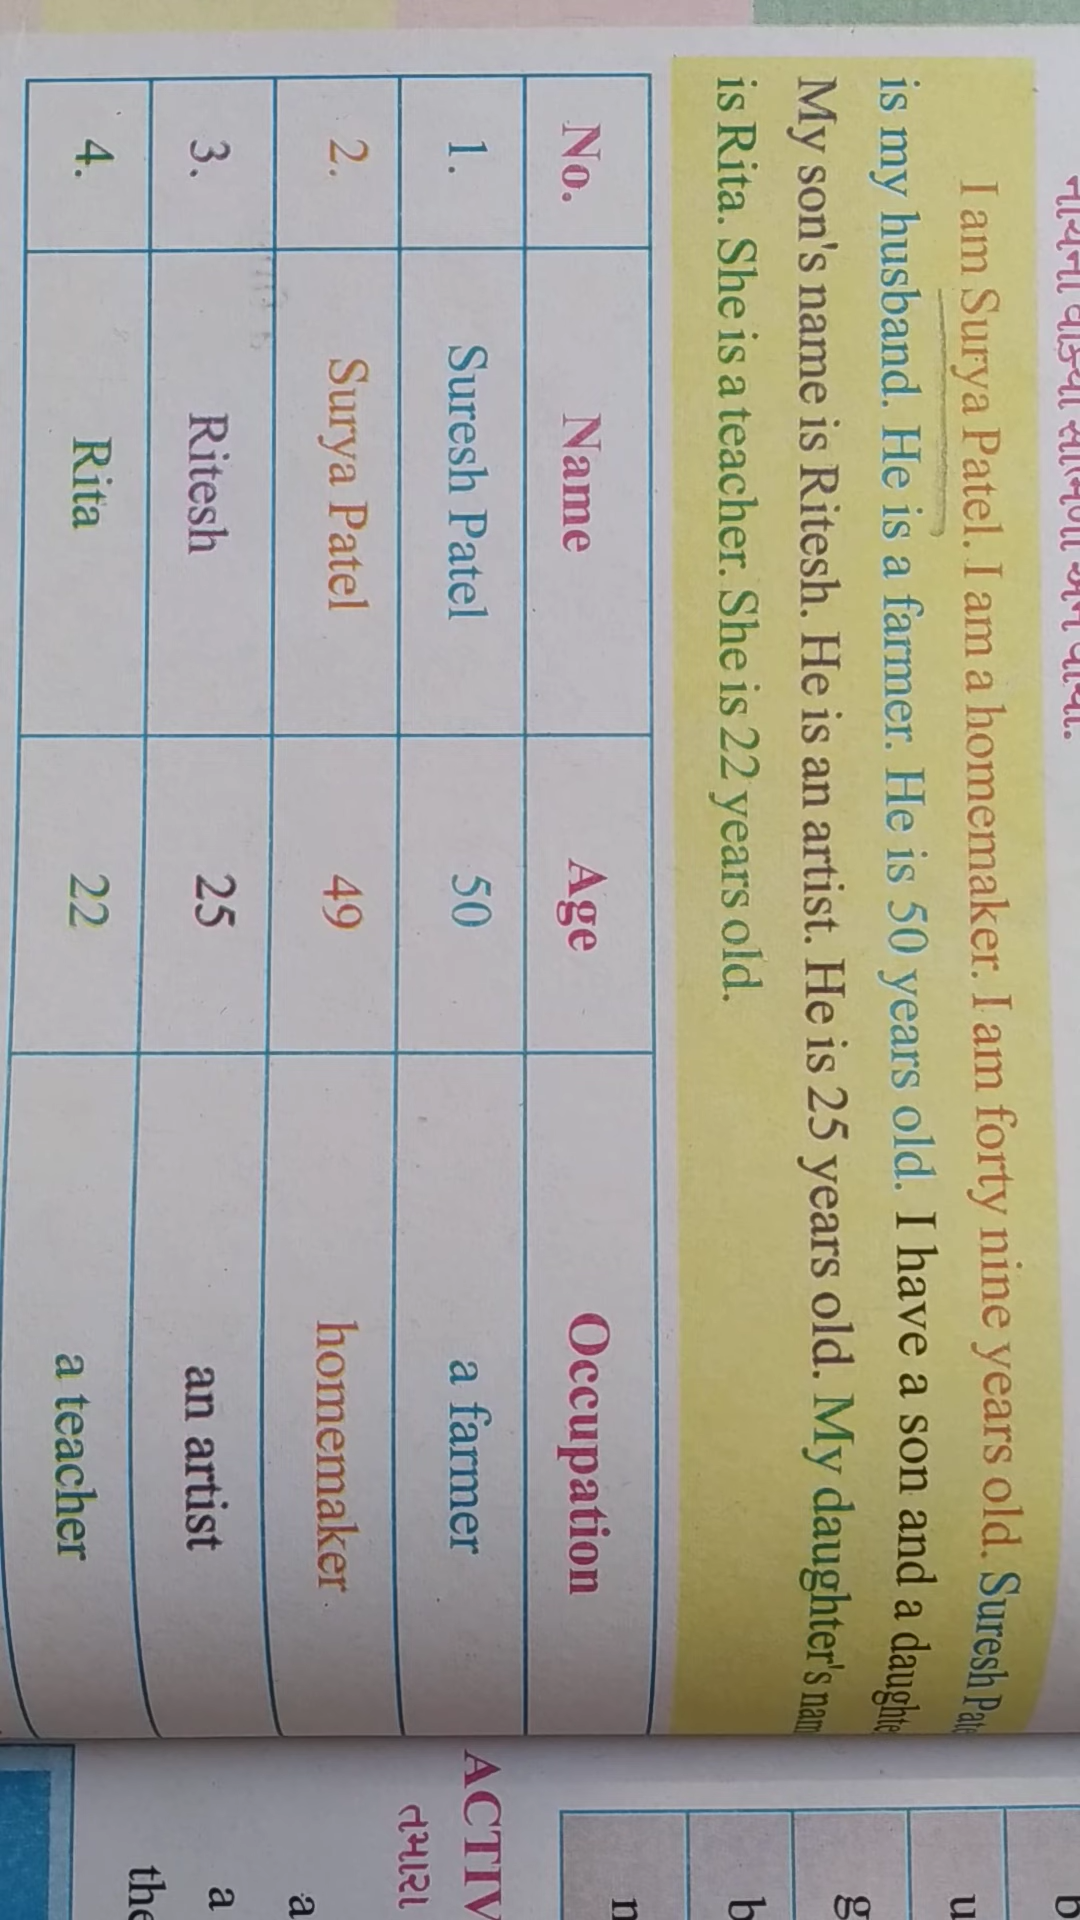 I am Surya Patel. I am a homemaker. I am forty nine years old. Suresh
is my husband. He is a farmer. He is 50 years old. I have a son and a
My son's name is Ritesh. He is an artist. He is 25 years old. My daughter's
is Rita. She is a teacher. She is 22 years old.
No. Name Age Occupation
1. Suresh Patel 50 a farmer
2. Surya Patel 49 homemaker
3. Ritesh 25 an artist
4. Rita 22 a teacher
b
u
g
b
n
ACTIV
તમારા
a
a
the